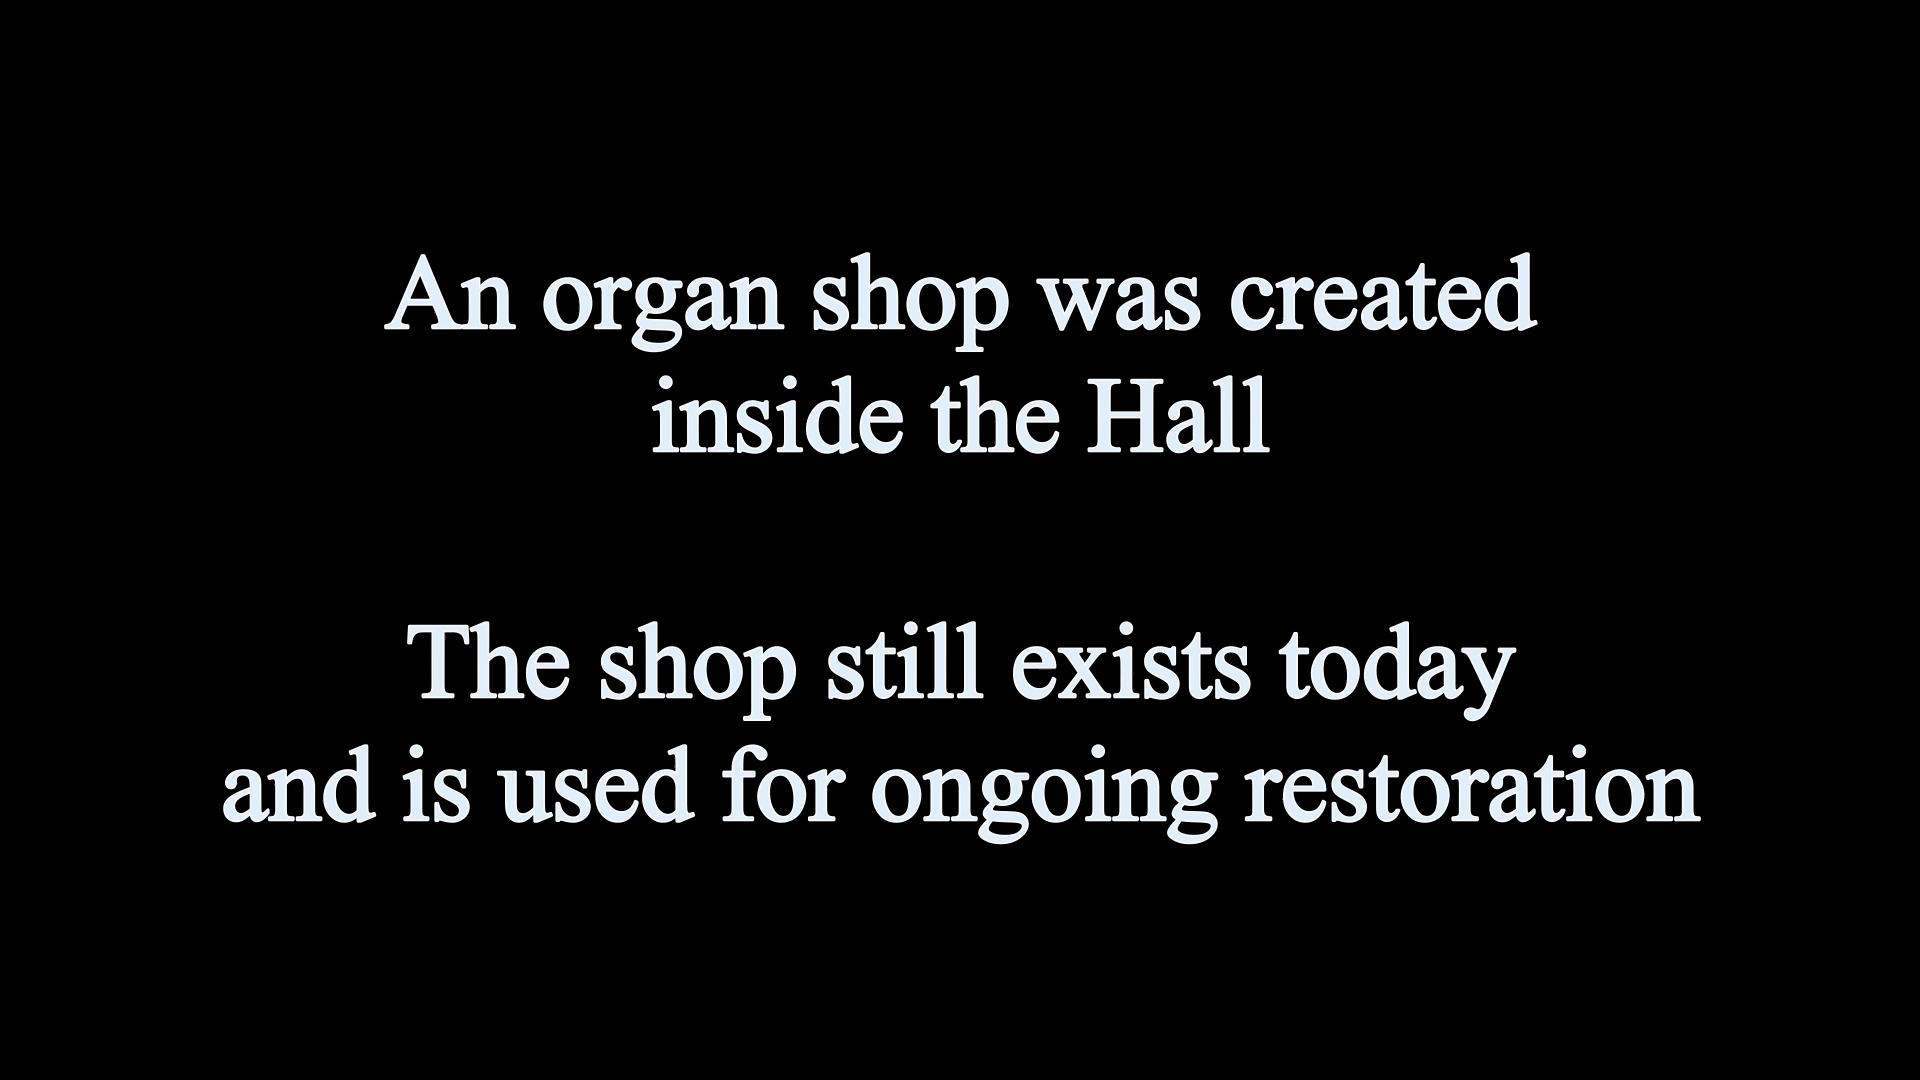 An organ shop was created
inside the Hall
The shop still exists today
and is used for ongoing restoration